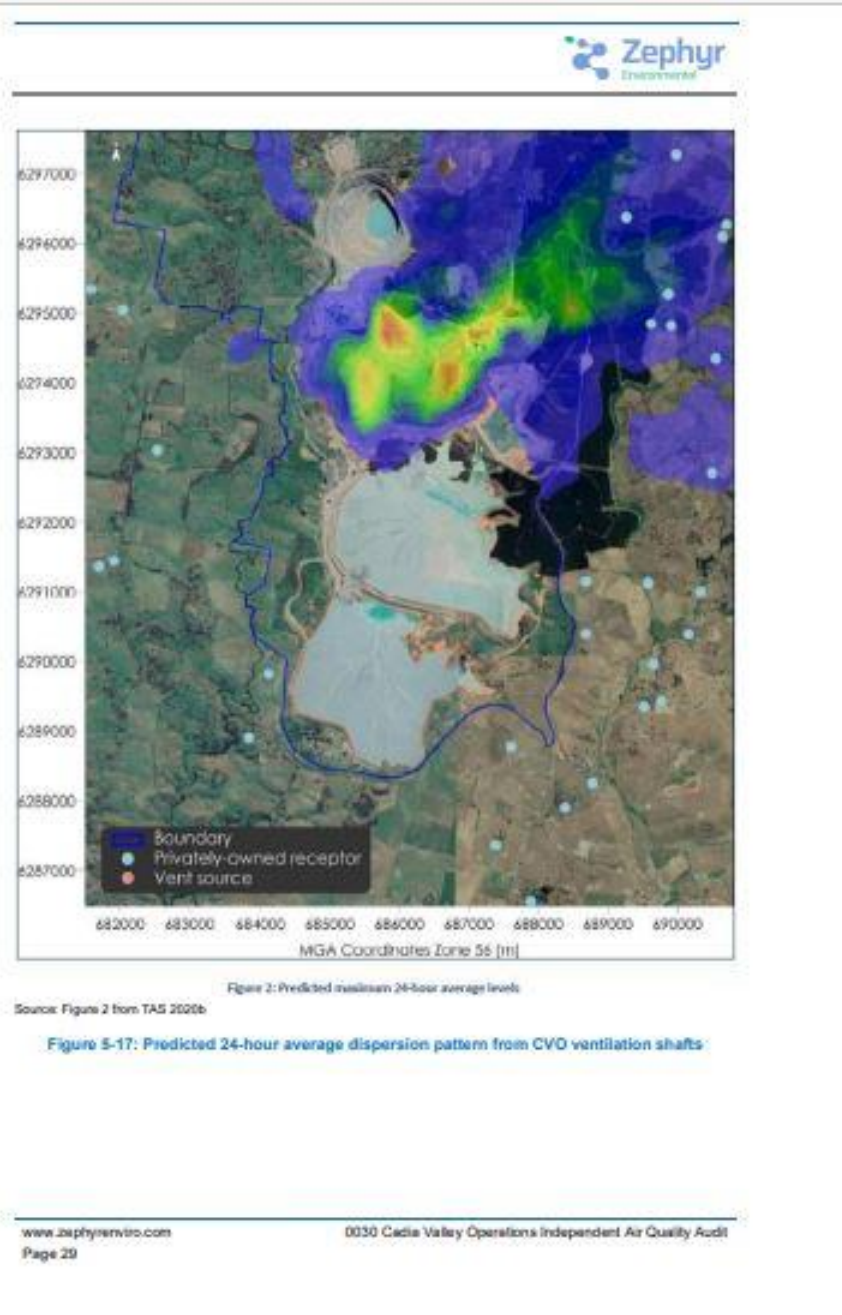 Zephyr
Environmental
6297000
6296000
6295000
6294000
6293000
6292000
6291000
6290000
6289000
6288000
6287000
Boundary
Privately-owned receptor
Vent source
682000 683000 684000 685000 686000 687000 688000 689000 690000
MGA Coordinates Zone 56 [m]
Figure 2: Predicted maximum 24-hour average levels
Source: Figure 2 from TAS 2020b
Figure 5-17: Predicted 24-hour average dispersion pattern from CVO ventilation shafts
www.zephyrenviro.com 0030 Cadia Valley Operations Independent Air Quality Audit
Page 29